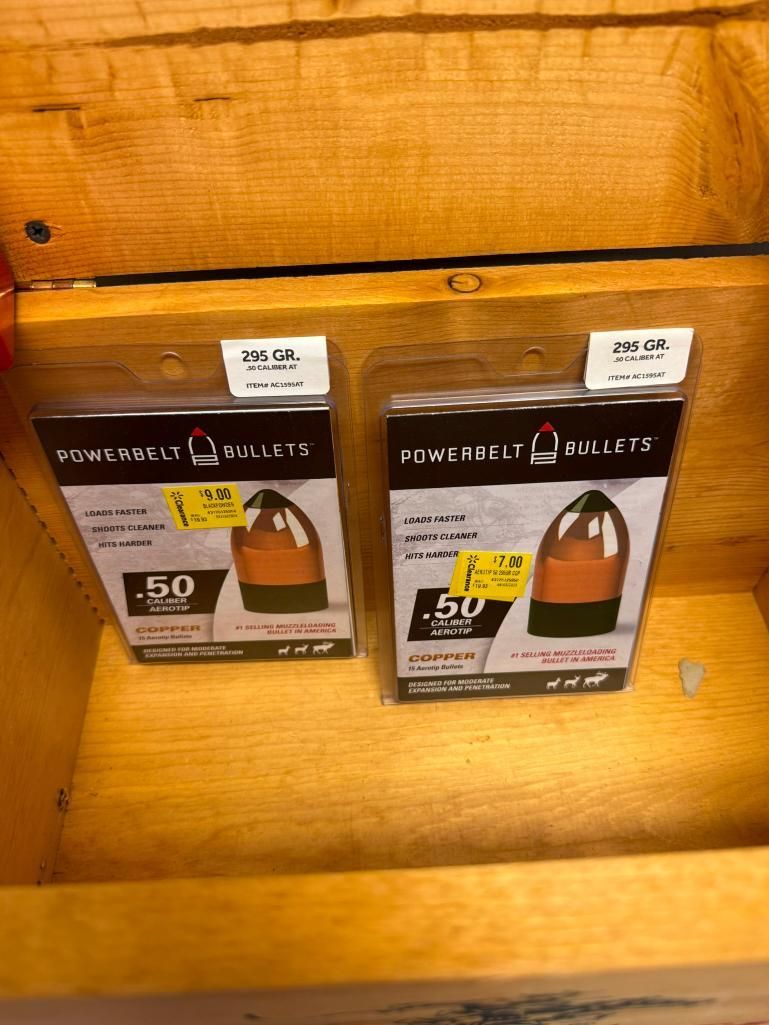 295 GR.
.50 CALIBER AT
ITEM# AC1595AT
POWERBELT BULLETS™
LOADS FASTER
SHOOTS CLEANER
HITS HARDER
Clearance
$9.00
BLACKPOWDER
.50
CALIBER
AEROTIP
COPPER
15 Aerotip Bullets
#1 SELLING MUZZLELOADING
BULLET IN AMERICA
DESIGNED FOR MODERATE
EXPANSION AND PENETRATION
295 GR.
.50 CALIBER AT
ITEM# AC1595AT
POWERBELT BULLETS™
LOADS FASTER
SHOOTS CLEANER
HITS HARDER
Clearance
$7.00
.50
CALIBER
AEROTIP
COPPER
15 Aerotip Bullets
#1 SELLING MUZZLELOADING
BULLET IN AMERICA
DESIGNED FOR MODERATE
EXPANSION AND PENETRATION